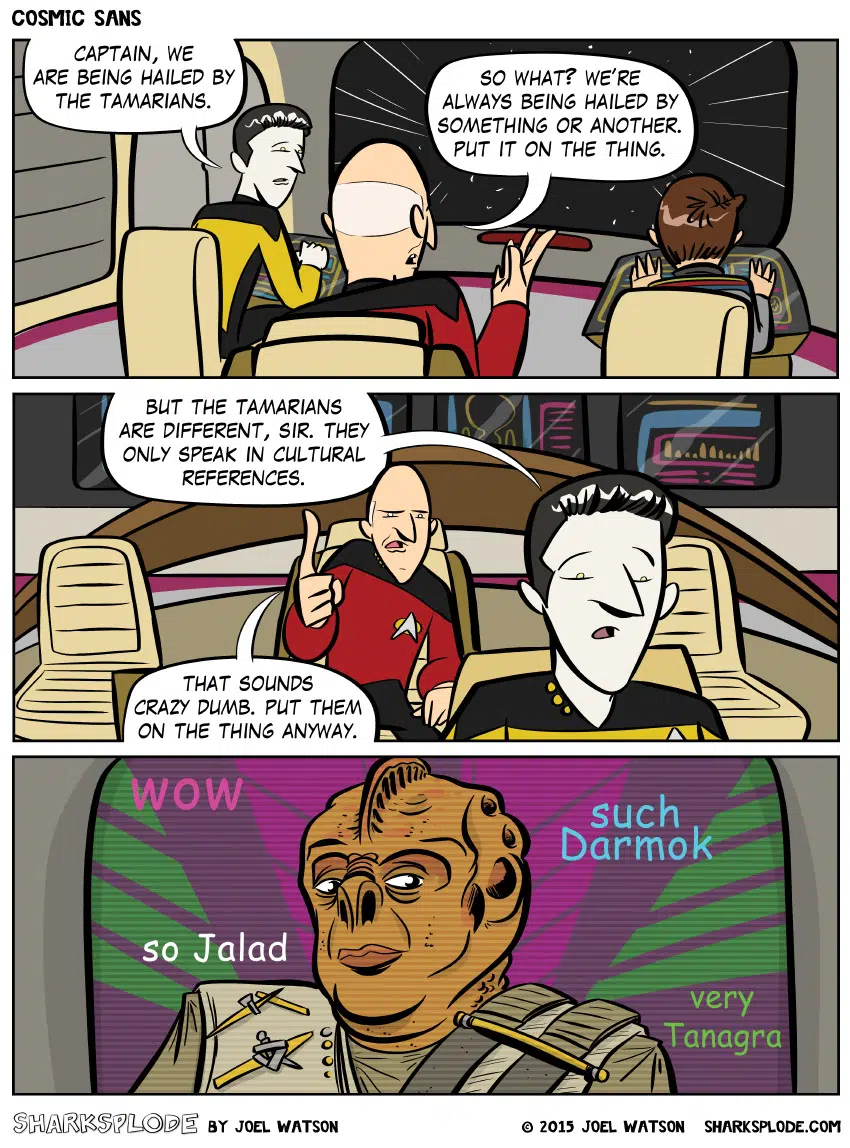 COSMIC SANS
CAPTAIN, WE
ARE BEING HAILED BY
THE TAMARIANS.
SO WHAT? WE'RE
ALWAYS BEING HAILED BY
SOMETHING OR ANOTHER.
PUT IT ON THE THING.
BUT THE TAMARIANS
ARE DIFFERENT, SIR. THEY
ONLY SPEAK IN CULTURAL
REFERENCES.
THAT SOUNDS
CRAZY DUMB. PUT THEM
ON THE THING ANYWAY.
wow
such
Darmok
so Jalad
very
Tanagra
SHARKSPLODE BY JOEL WATSON © 2015 JOEL WATSON SHARKSPLODE.COM